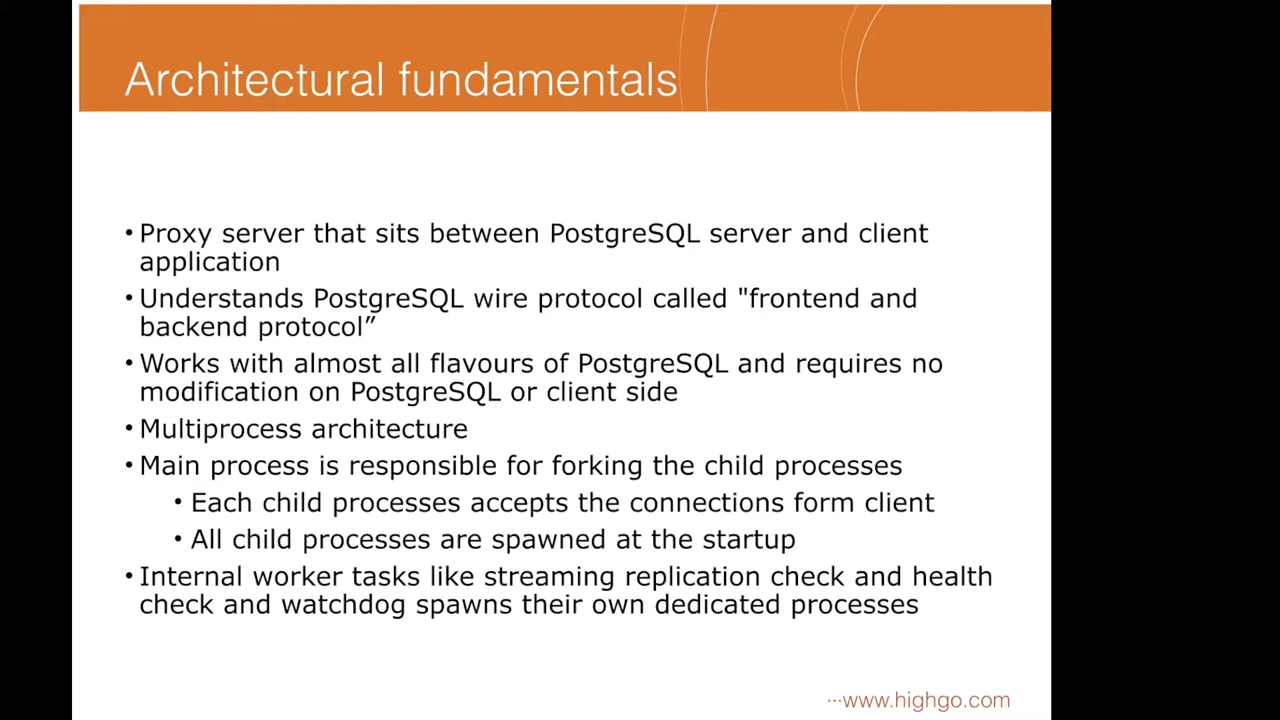 Architectural fundamentals
• Proxy server that sits between PostgreSQL server and client
application
• Understands PostgreSQL wire protocol called "frontend and
backend protocol”
• Works with almost all flavours of PostgreSQL and requires no
modification on PostgreSQL or client side
• Multiprocess architecture
• Main process is responsible for forking the child processes
• Each child processes accepts the connections form client
• All child processes are spawned at the startup
• Internal worker tasks like streaming replication check and health
check and watchdog spawns their own dedicated processes
···www.highgo.com